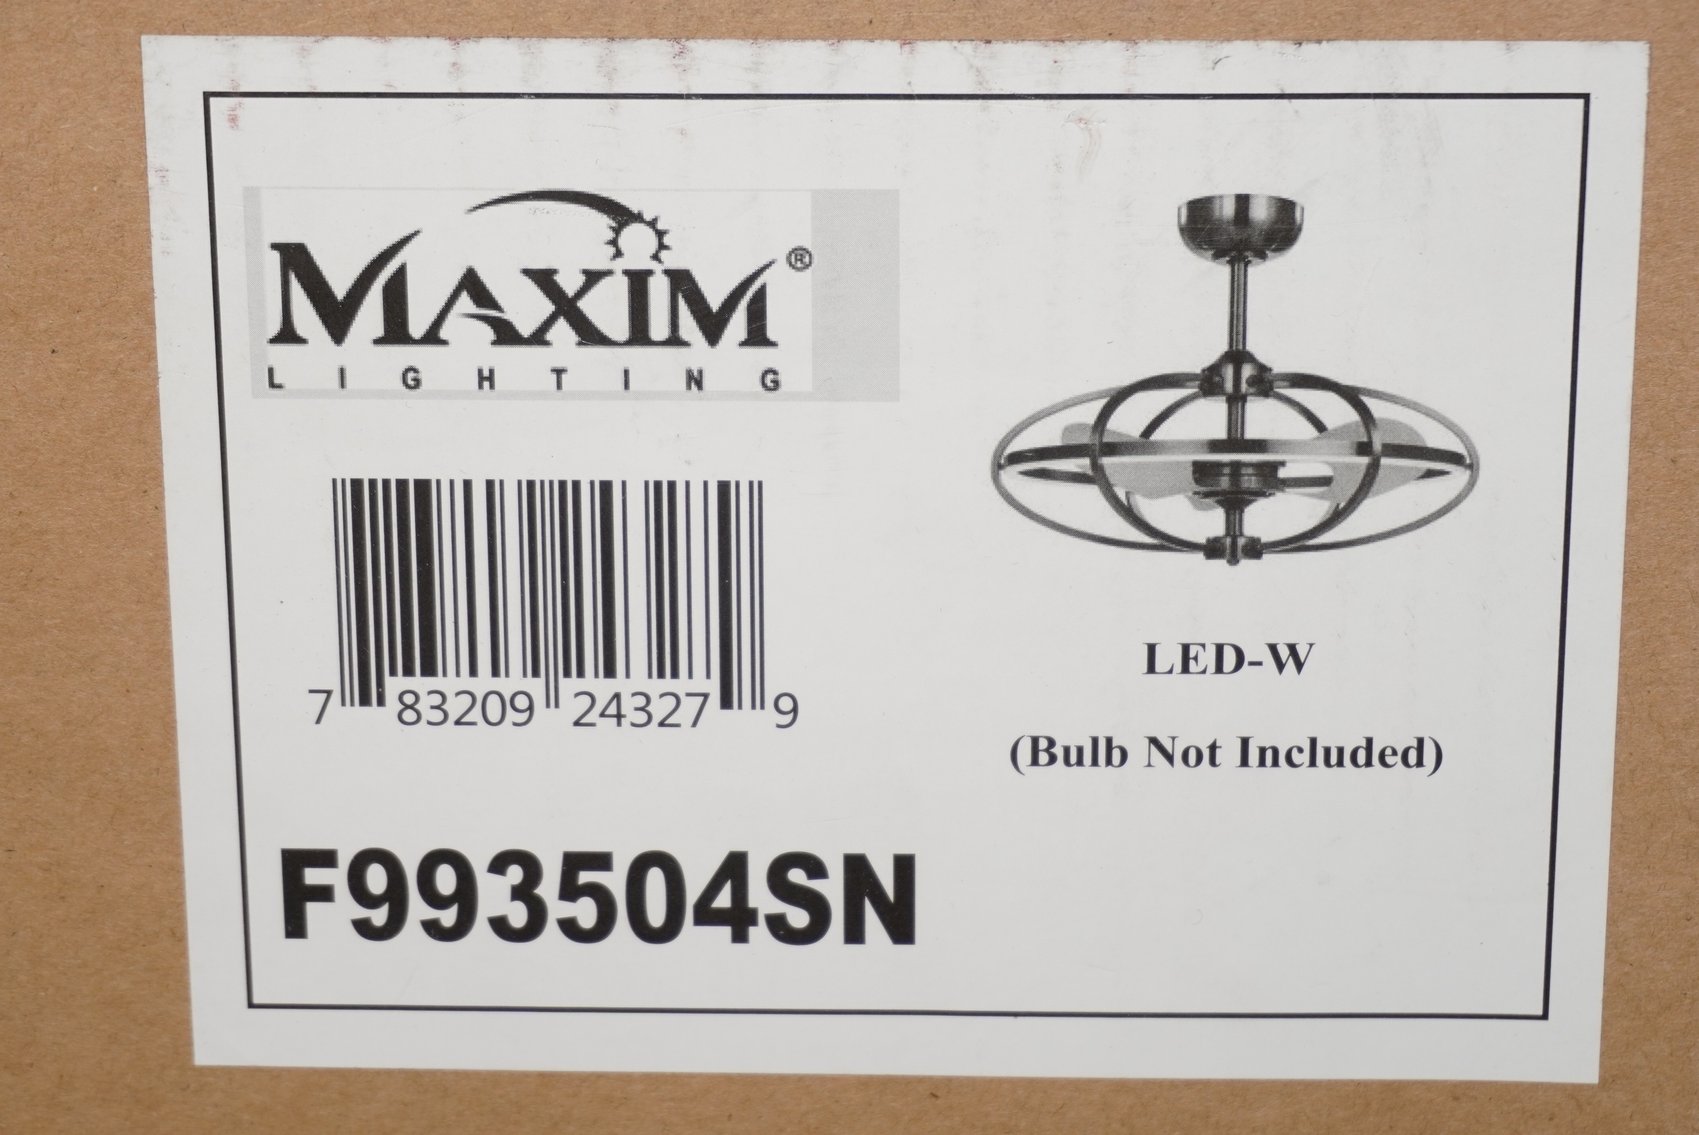 MAXIM®
LIGHTING
7 83209 24327 9
F993504SN
LED-W
(Bulb Not Included)